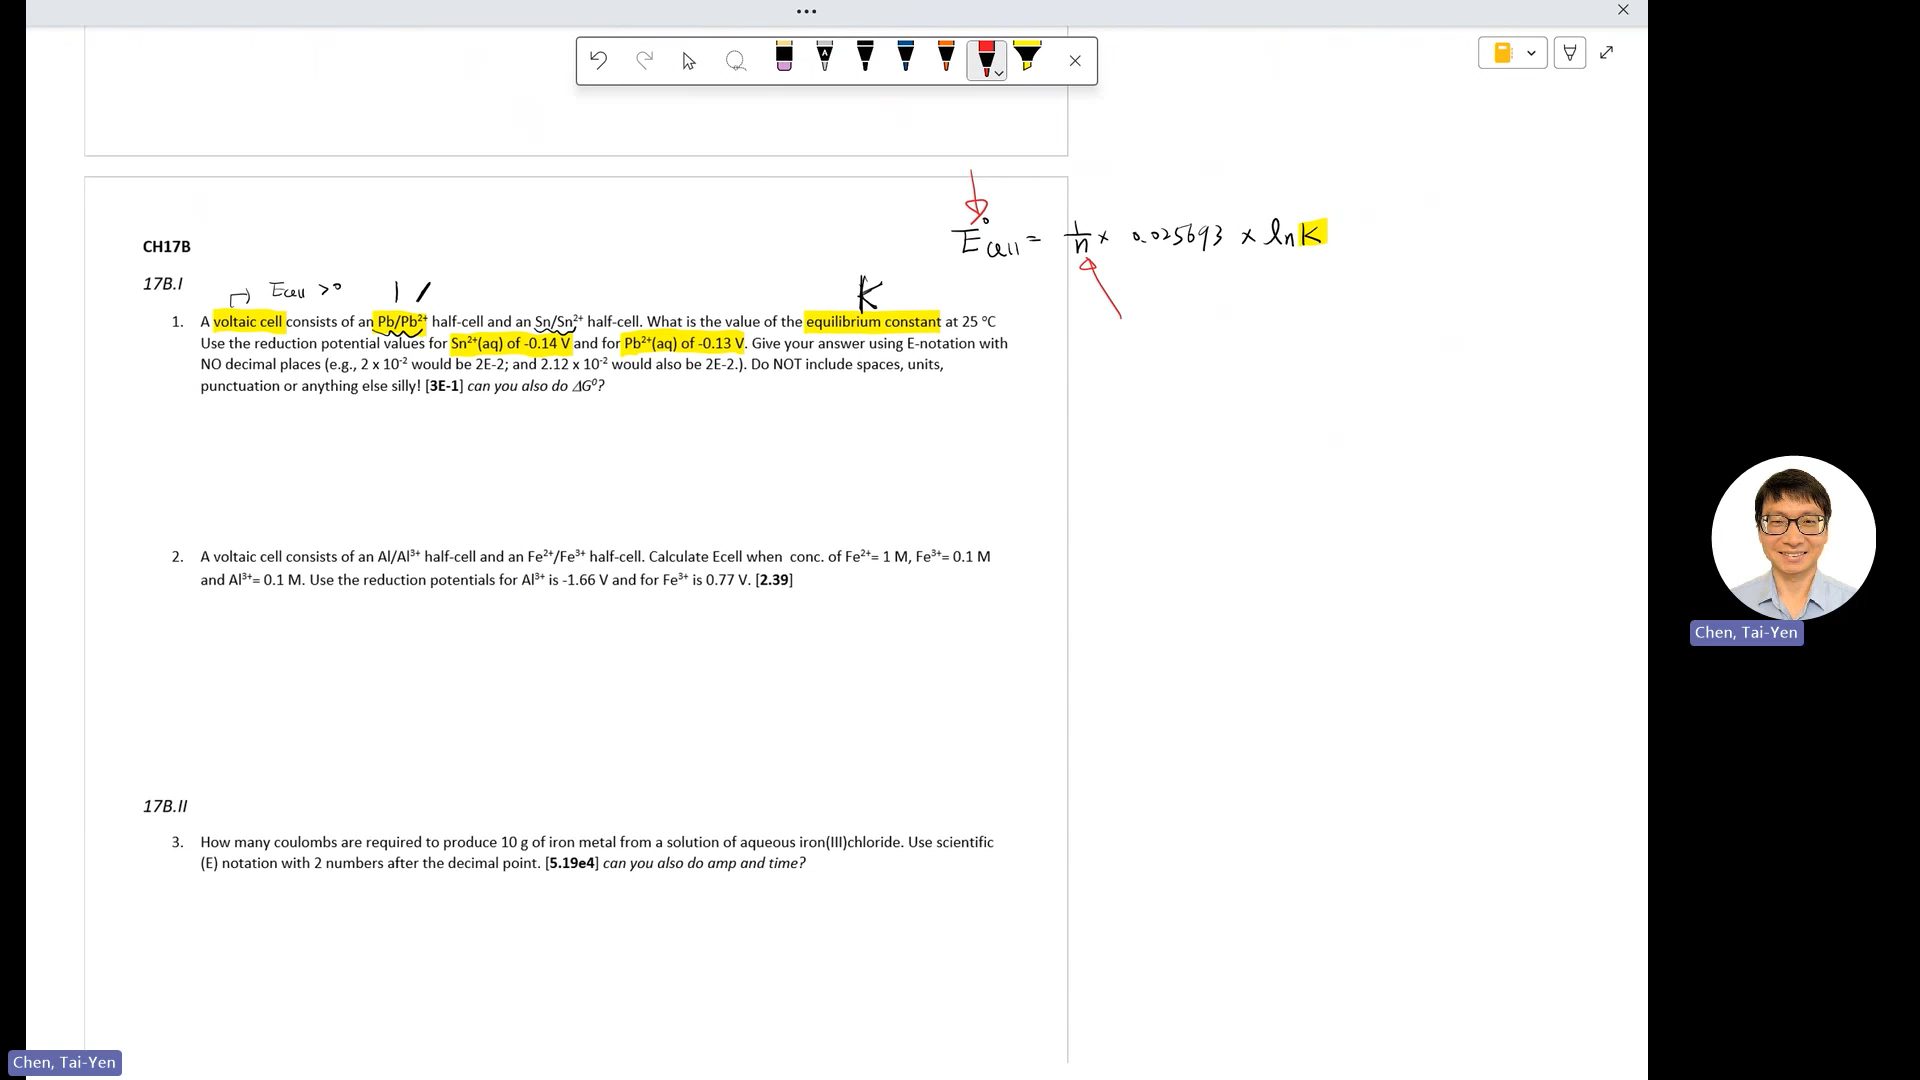 E°cell = 1/n × 0.025693 × ln K
CH17B
17B.I
Ecell >0
K
1. A voltaic cell consists of an Pb/Pb²⁺ half-cell and an Sn/Sn²⁺ half-cell. What is the value of the equilibrium constant at 25 °C
Use the reduction potential values for Sn²⁺(aq) of -0.14 V and for Pb²⁺(aq) of -0.13 V. Give your answer using E-notation with
NO decimal places (e.g., 2 x 10⁻² would be 2E-2; and 2.12 x 10⁻² would also be 2E-2.). Do NOT include spaces, units,
punctuation or anything else silly! [3E-1] can you also do ΔG⁰?
2. A voltaic cell consists of an Al/Al³⁺ half-cell and an Fe²⁺/Fe³⁺ half-cell. Calculate Ecell when conc. of Fe²⁺= 1 M, Fe³⁺= 0.1 M
and Al³⁺= 0.1 M. Use the reduction potentials for Al³⁺ is -1.66 V and for Fe³⁺ is 0.77 V. [2.39]
17B.II
3. How many coulombs are required to produce 10 g of iron metal from a solution of aqueous iron(III)chloride. Use scientific
(E) notation with 2 numbers after the decimal point. [5.19e4] can you also do amp and time?
Chen, Tai-Yen
Chen, Tai-Yen